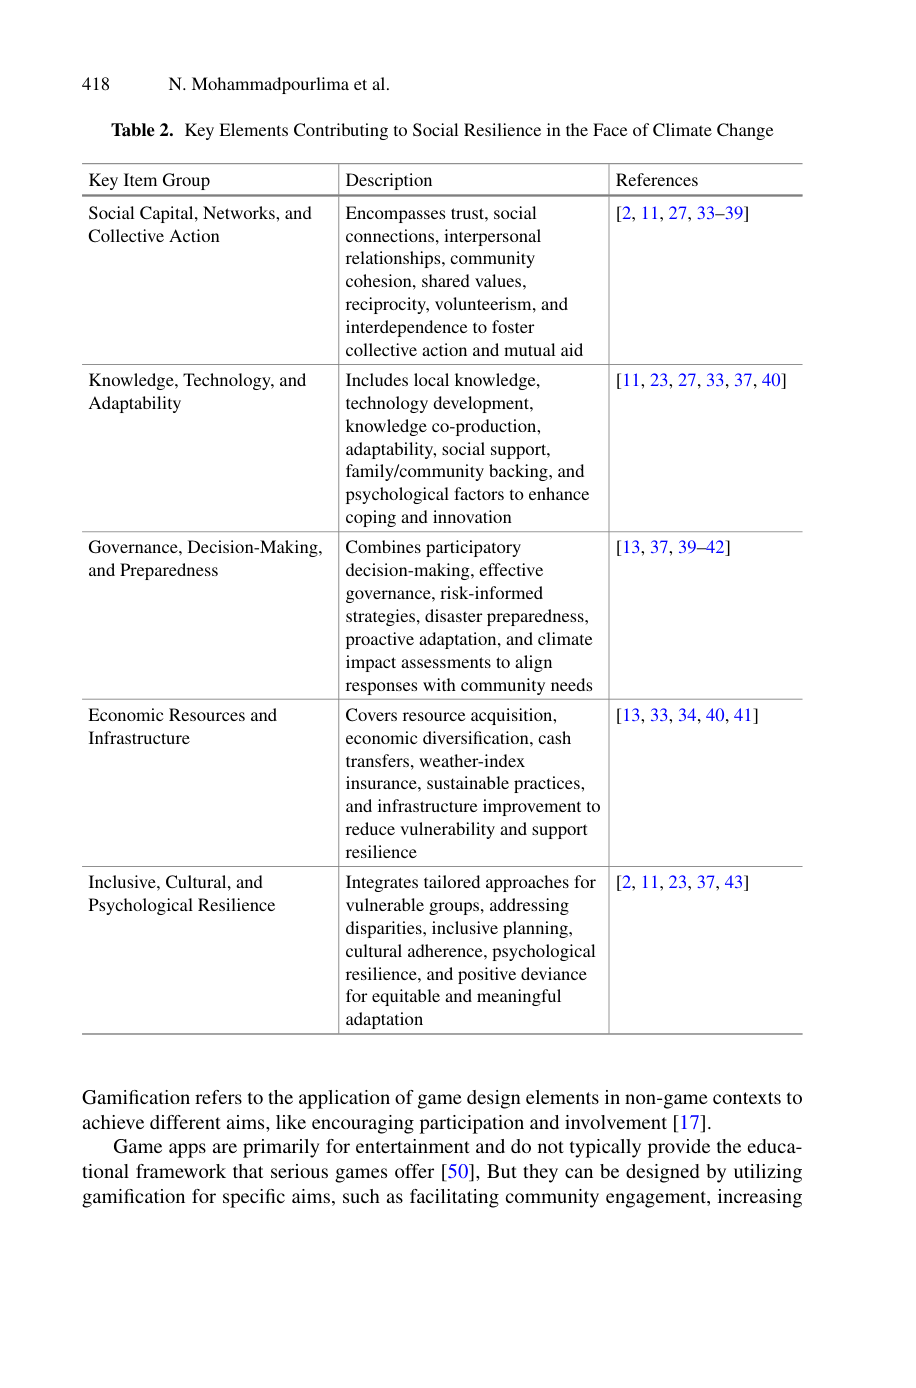 418 N. Mohammadpourlima et al.
Table 2. Key Elements Contributing to Social Resilience in the Face of Climate Change
Key Item Group Description References
Social Capital, Networks, and Encompasses trust, social [2, 11, 27, 33–39]
Collective Action connections, interpersonal
relationships, community
cohesion, shared values,
reciprocity, volunteerism, and
interdependence to foster
collective action and mutual aid
Knowledge, Technology, and Includes local knowledge, [11, 23, 27, 33, 37, 40]
Adaptability technology development,
knowledge co-production,
adaptability, social support,
family/community backing, and
psychological factors to enhance
coping and innovation
Governance, Decision-Making, Combines participatory [13, 37, 39–42]
and Preparedness decision-making, effective
governance, risk-informed
strategies, disaster preparedness,
proactive adaptation, and climate
impact assessments to align
responses with community needs
Economic Resources and Covers resource acquisition, [13, 33, 34, 40, 41]
Infrastructure economic diversification, cash
transfers, weather-index
insurance, sustainable practices,
and infrastructure improvement to
reduce vulnerability and support
resilience
Inclusive, Cultural, and Integrates tailored approaches for [2, 11, 23, 37, 43]
Psychological Resilience vulnerable groups, addressing
disparities, inclusive planning,
cultural adherence, psychological
resilience, and positive deviance
for equitable and meaningful
adaptation
Gamification refers to the application of game design elements in non-game contexts to
achieve different aims, like encouraging participation and involvement [17].
Game apps are primarily for entertainment and do not typically provide the educa-
tional framework that serious games offer [50], But they can be designed by utilizing
gamification for specific aims, such as facilitating community engagement, increasing